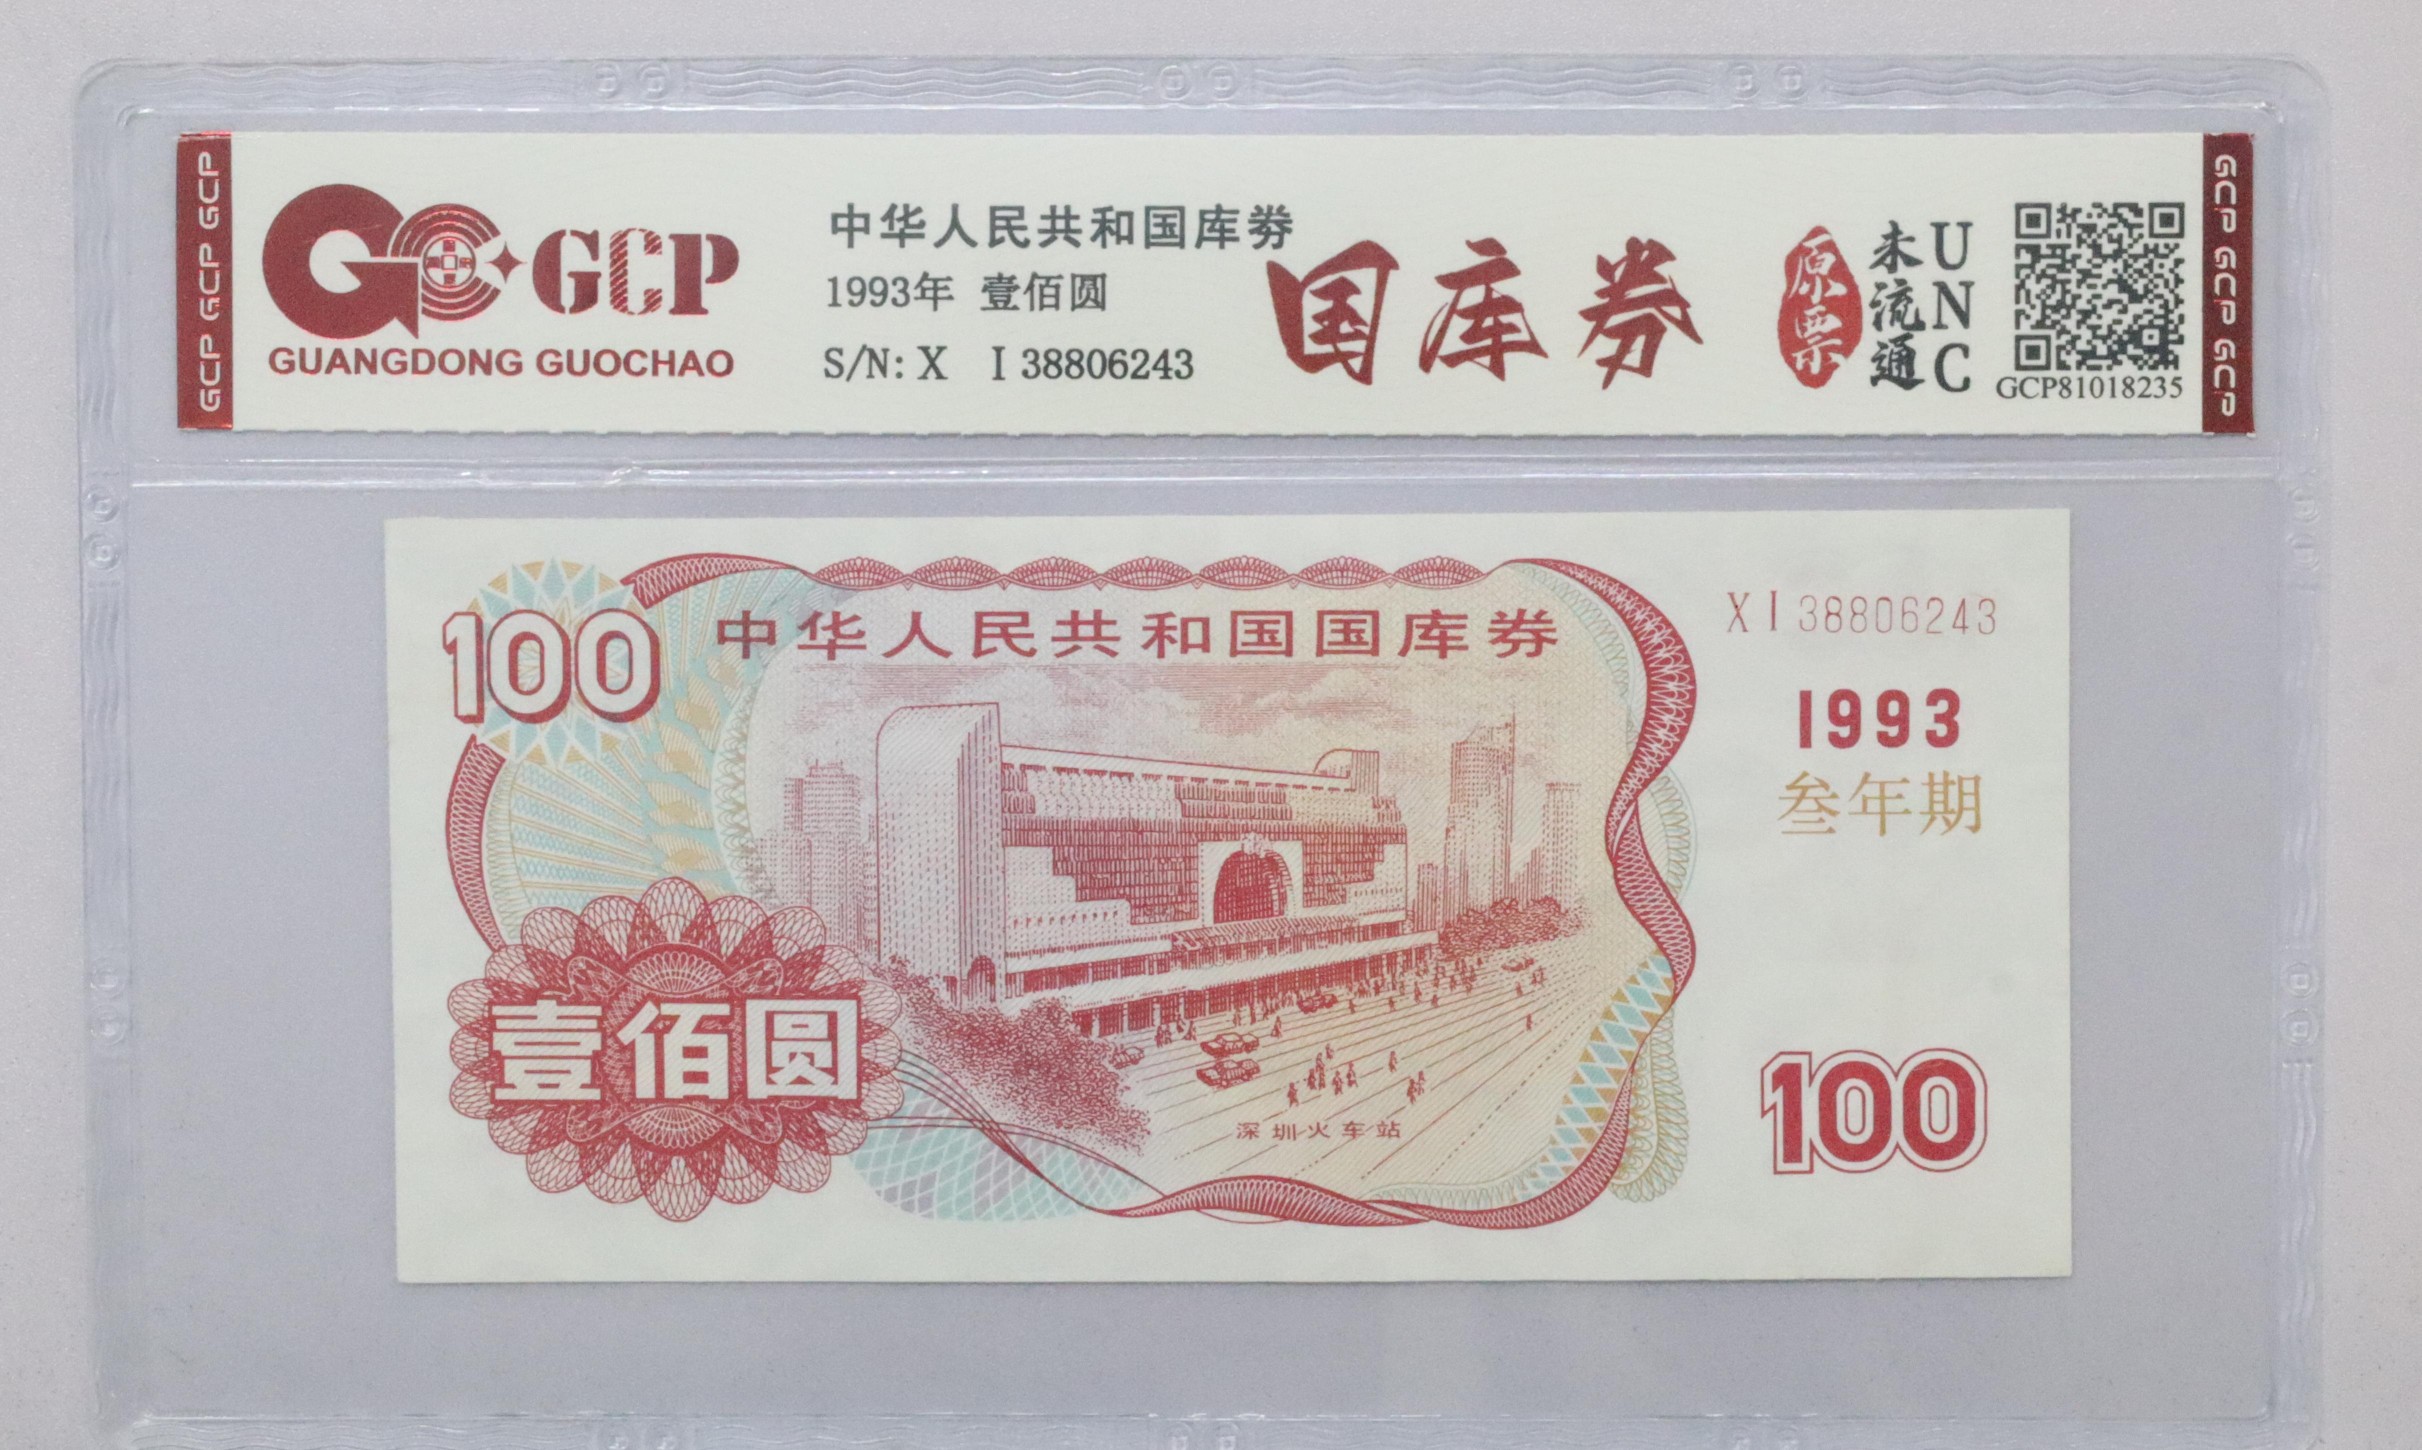 GCP GCP GCP
GCP
GUANGDONG GUOCHAO
中华人民共和国库券
1993年 壹佰圆
S/N: X I 38806243
国库券
原票
未流通
UNC
GCP81018235
GCP GCP GCP
100
中华人民共和国国库券
XI38806243
1993
叁年期
壹佰圆
深圳火车站
100